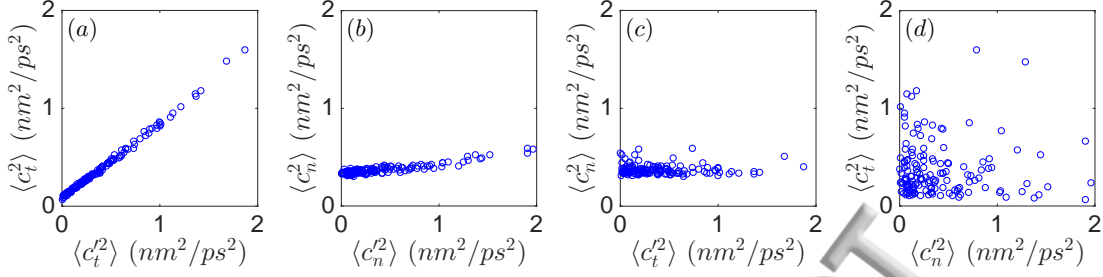 (a)
2
1
0
0
1
2
⟨c_t^2⟩ (nm^2/ps^2)
⟨c_t'^2⟩ (nm^2/ps^2)
(b)
2
1
0
0
1
2
⟨c_n^2⟩ (nm^2/ps^2)
⟨c_n'^2⟩ (nm^2/ps^2)
(c)
2
1
0
0
1
2
⟨c_n^2⟩ (nm^2/ps^2)
⟨c_t'^2⟩ (nm^2/ps^2)
(d)
2
1
0
0
1
2
⟨c_t^2⟩ (nm^2/ps^2)
⟨c_n'^2⟩ (nm^2/ps^2)